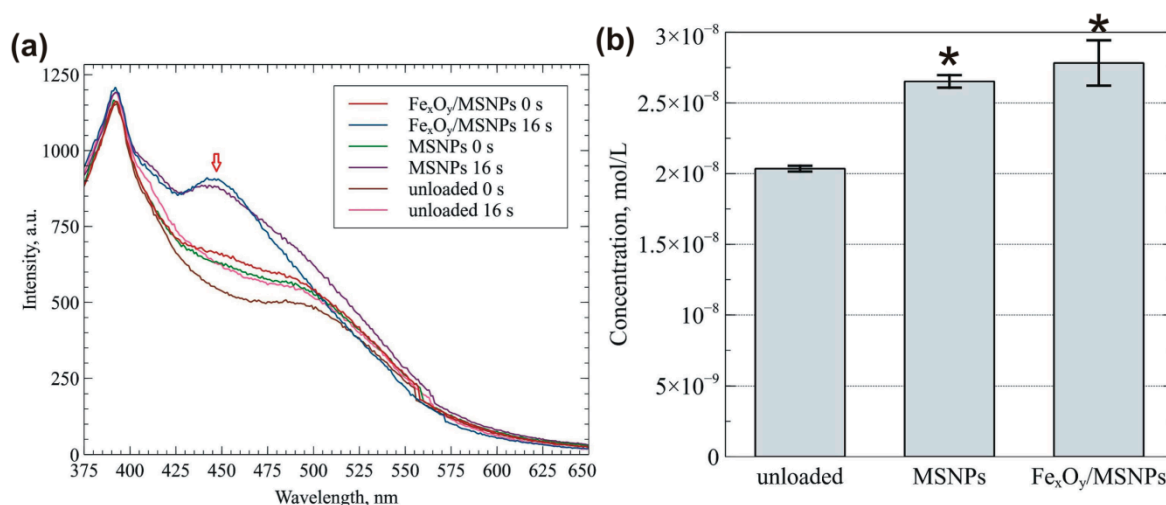 (a)
1250
1000
750
500
250
0
Intensity, a.u.
375 400 425 450 475 500 525 550 575 600 625 650
Wavelength, nm
FeₓOᵧ/MSNPs 0 s
FeₓOᵧ/MSNPs 16 s
MSNPs 0 s
MSNPs 16 s
unloaded 0 s
unloaded 16 s
(b)
3×10⁻⁸
2.5×10⁻⁸
2×10⁻⁸
1.5×10⁻⁸
10⁻⁸
5×10⁻⁹
0
Concentration, mol/L
* *
unloaded MSNPs FeₓOᵧ/MSNPs